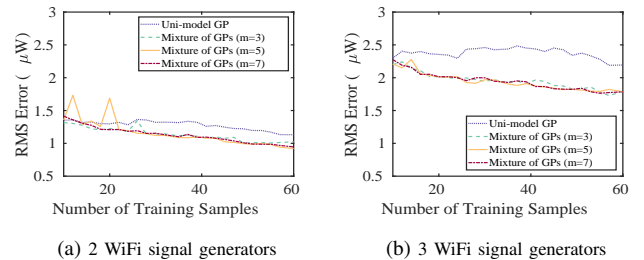 3
2.5
2
1.5
1
0.5
RMS Error ( μW)
Uni-model GP
Mixture of GPs (m=3)
Mixture of GPs (m=5)
Mixture of GPs (m=7)
20
40
60
Number of Training Samples
(a) 2 WiFi signal generators
3
2.5
2
1.5
1
0.5
RMS Error ( μW)
Uni-model GP
Mixture of GPs (m=3)
Mixture of GPs (m=5)
Mixture of GPs (m=7)
20
40
60
Number of Training Samples
(b) 3 WiFi signal generators